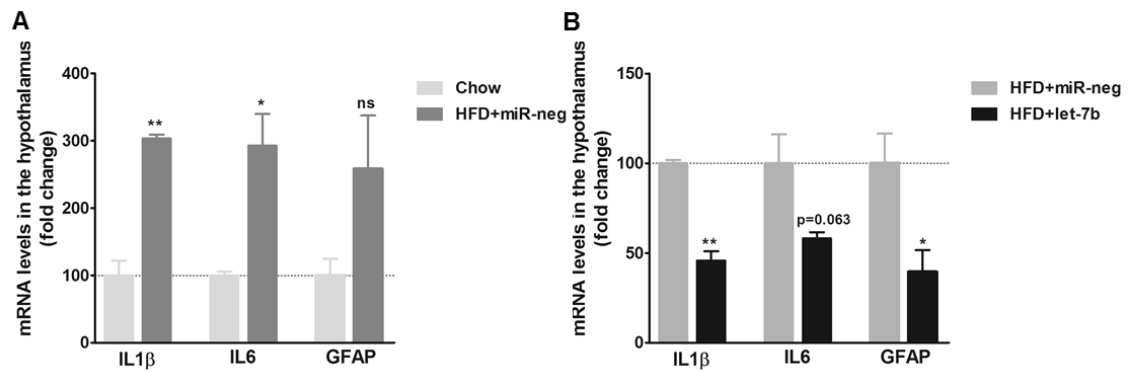 A
mRNA levels in the hypothalamus
(fold change)
400
300
200
100
0
**
*
ns
IL1β
IL6
GFAP
Chow
HFD+miR-neg
B
mRNA levels in the hypothalamus
(fold change)
150
100
50
0
**
p=0.063
*
IL1β
IL6
GFAP
HFD+miR-neg
HFD+let-7b